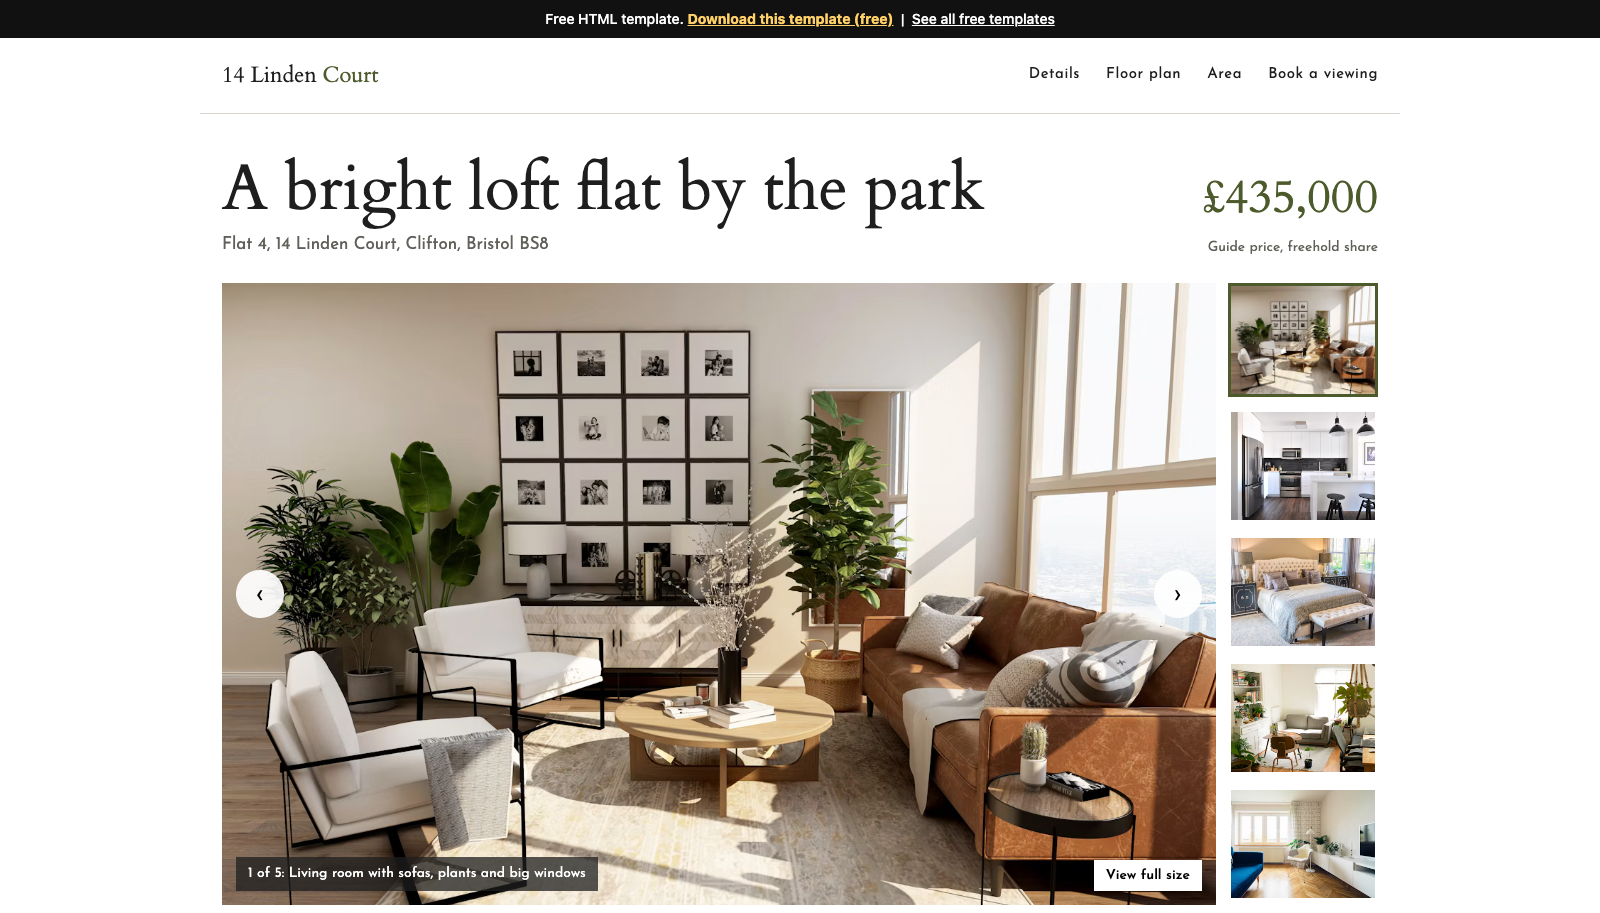 Free HTML template. Download this template (free) | See all free templates
14 Linden Court
Details Floor plan Area Book a viewing
A bright loft flat by the park
£435,000
Flat 4, 14 Linden Court, Clifton, Bristol BS8
Guide price, freehold share
‹
›
1 of 5: Living room with sofas, plants and big windows
View full size